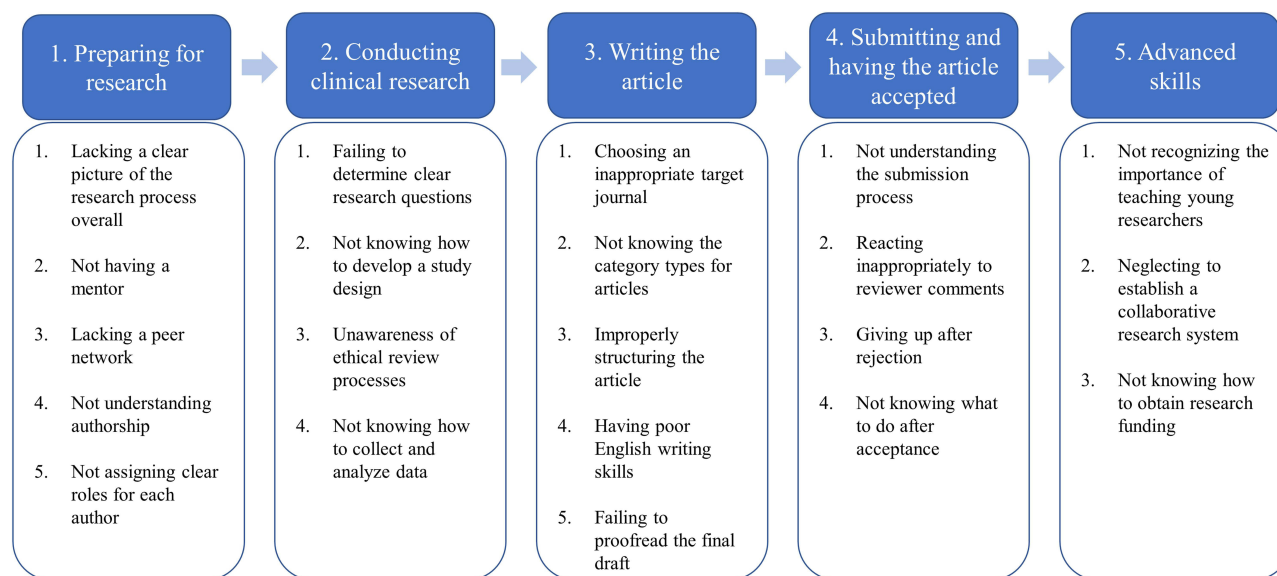 1. Preparing for
research
1. Lacking a clear
picture of the
research process
overall
2. Not having a
mentor
3. Lacking a peer
network
4. Not understanding
authorship
5. Not assigning clear
roles for each
author
2. Conducting
clinical research
1. Failing to
determine clear
research questions
2. Not knowing how
to develop a study
design
3. Unawareness of
ethical review
processes
4. Not knowing how
to collect and
analyze data
3. Writing the
article
1. Choosing an
inappropriate target
journal
2. Not knowing the
category types for
articles
3. Improperly
structuring the
article
4. Having poor
English writing
skills
5. Failing to
proofread the final
draft
4. Submitting and
having the article
accepted
1. Not understanding
the submission
process
2. Reacting
inappropriately to
reviewer comments
3. Giving up after
rejection
4. Not knowing what
to do after
acceptance
5. Advanced
skills
1. Not recognizing the
importance of
teaching young
researchers
2. Neglecting to
establish a
collaborative
research system
3. Not knowing how
to obtain research
funding